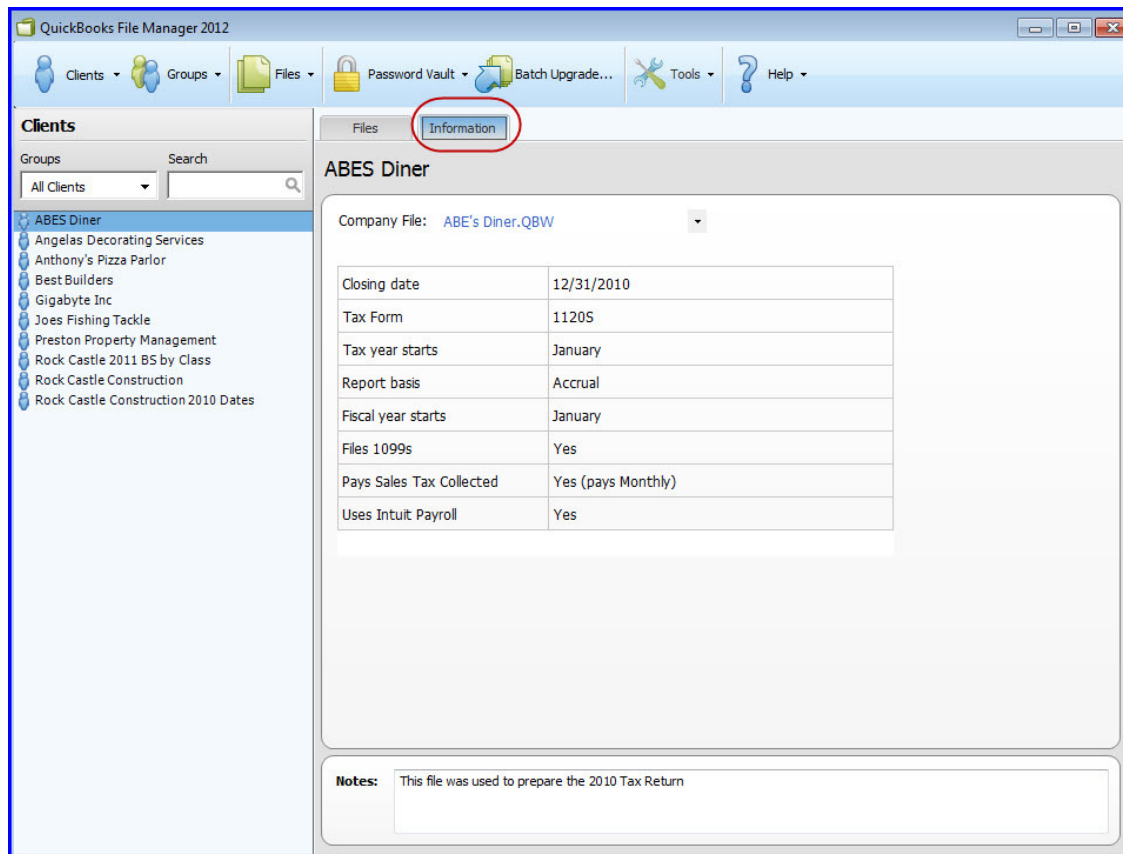 QuickBooks File Manager 2012
Clients Groups Files Password Vault Batch Upgrade... Tools Help
Clients
Groups Search
All Clients
ABES Diner
Angelas Decorating Services
Anthony's Pizza Parlor
Best Builders
Gigabyte Inc
Joes Fishing Tackle
Preston Property Management
Rock Castle 2011 BS by Class
Rock Castle Construction
Rock Castle Construction 2010 Dates
Files Information
ABES Diner
Company File: ABE's Diner.QBW
Closing date 12/31/2010
Tax Form 1120S
Tax year starts January
Report basis Accrual
Fiscal year starts January
Files 1099s Yes
Pays Sales Tax Collected Yes (pays Monthly)
Uses Intuit Payroll Yes
Notes: This file was used to prepare the 2010 Tax Return